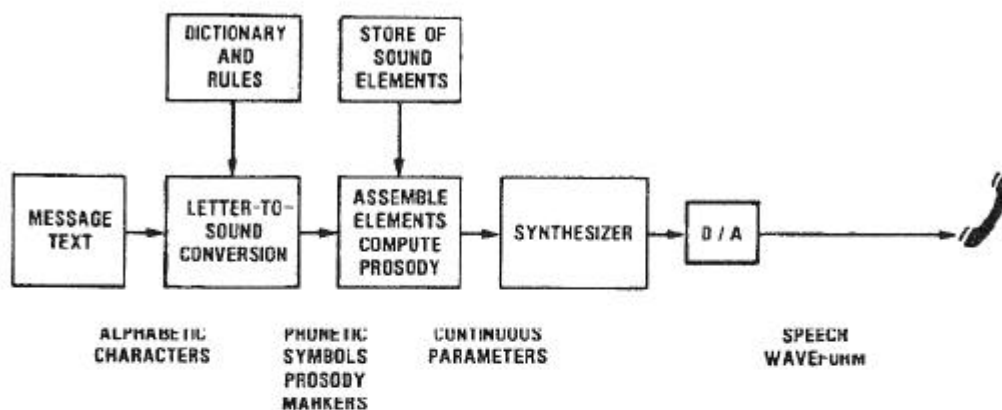 DICTIONARY
AND
RULES
STORE OF
SOUND
ELEMENTS
MESSAGE
TEXT
LETTER-TO-
SOUND
CONVERSION
ASSEMBLE
ELEMENTS
COMPUTE
PROSODY
SYNTHESIZER
D/A
ALPHABETIC
CHARACTERS
PHONETIC
SYMBOLS
PROSODY
MARKERS
CONTINUOUS
PARAMETERS
SPEECH
WAVEFORM